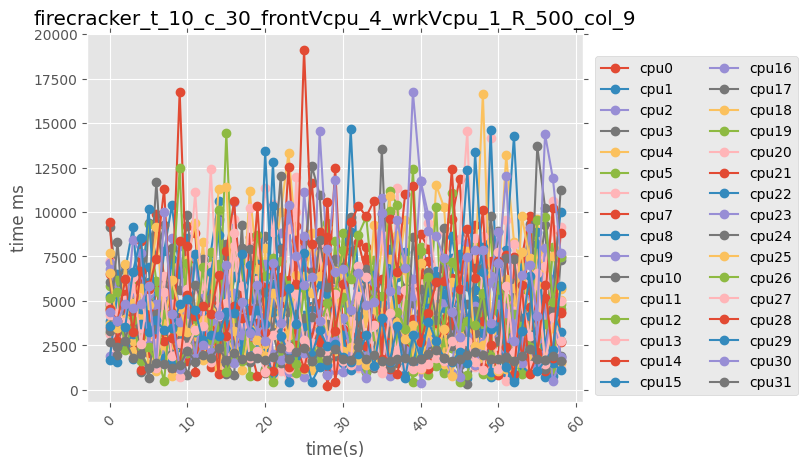 firecracker_t_10_c_30_frontVcpu_4_wrkVcpu_1_R_500_col_9
20000
17500
15000
12500
10000
7500
5000
2500
0
time ms
0
10
20
30
40
50
60
time(s)
cpu0
cpu1
cpu2
cpu3
cpu4
cpu5
cpu6
cpu7
cpu8
cpu9
cpu10
cpu11
cpu12
cpu13
cpu14
cpu15
cpu16
cpu17
cpu18
cpu19
cpu20
cpu21
cpu22
cpu23
cpu24
cpu25
cpu26
cpu27
cpu28
cpu29
cpu30
cpu31